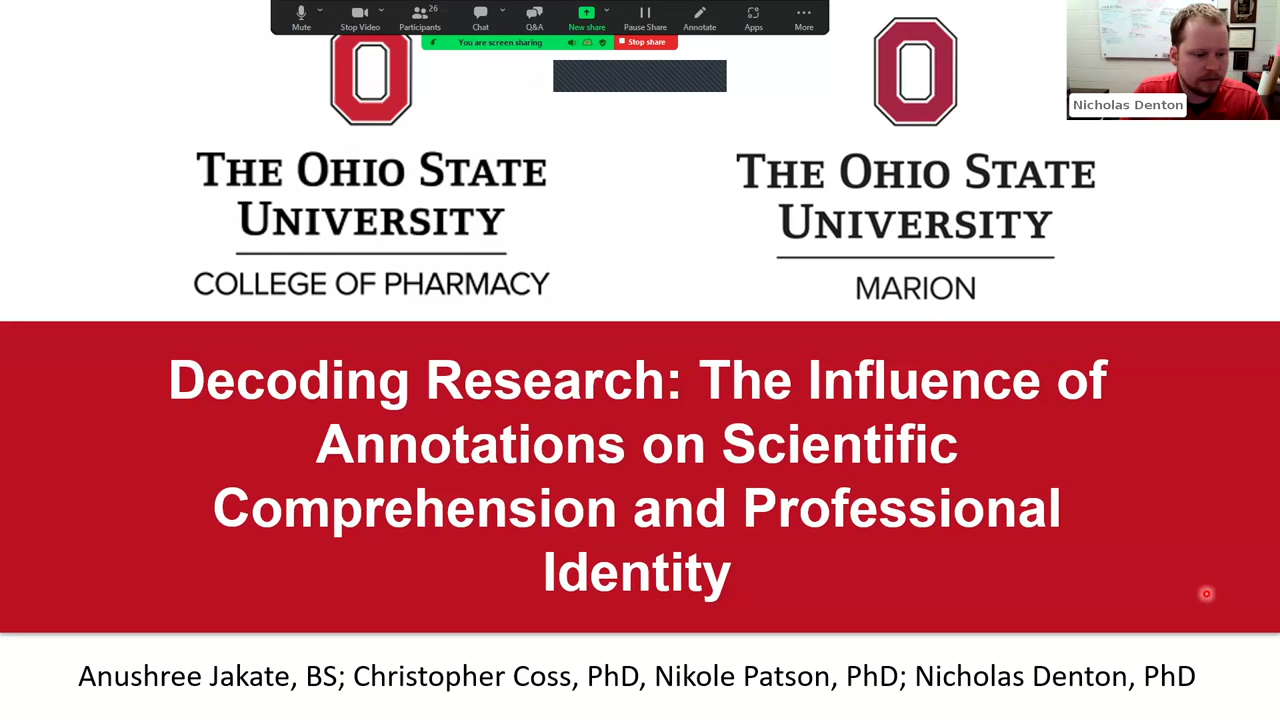 Mute
Stop Video
26
Participants
Chat
Q&A
New share
Pause Share
Annotate
Apps
More
You are screen sharing
Stop share
Nicholas Denton
THE OHIO STATE
UNIVERSITY
COLLEGE OF PHARMACY
THE OHIO STATE
UNIVERSITY
MARION
Decoding Research: The Influence of
Annotations on Scientific
Comprehension and Professional
Identity
Anushree Jakate, BS; Christopher Coss, PhD, Nikole Patson, PhD; Nicholas Denton, PhD